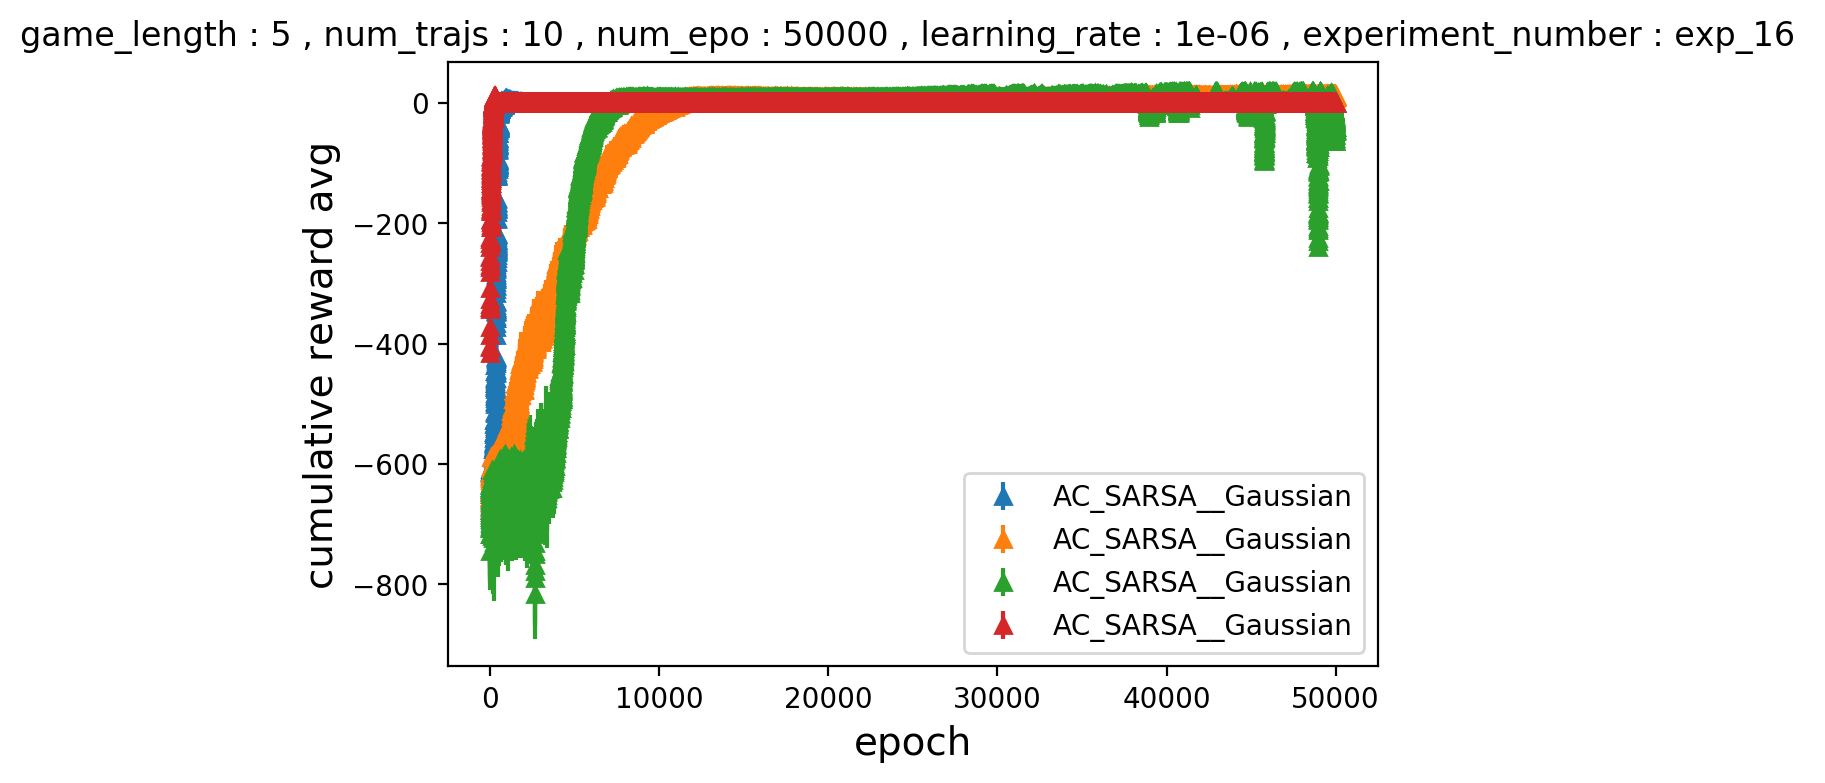 game_length : 5 , num_trajs : 10 , num_epo : 50000 , learning_rate : 1e-06 , experiment_number : exp_16
cumulative reward avg
0
−200
−400
−600
−800
AC_SARSA__Gaussian
AC_SARSA__Gaussian
AC_SARSA__Gaussian
AC_SARSA__Gaussian
0 10000 20000 30000 40000 50000
epoch